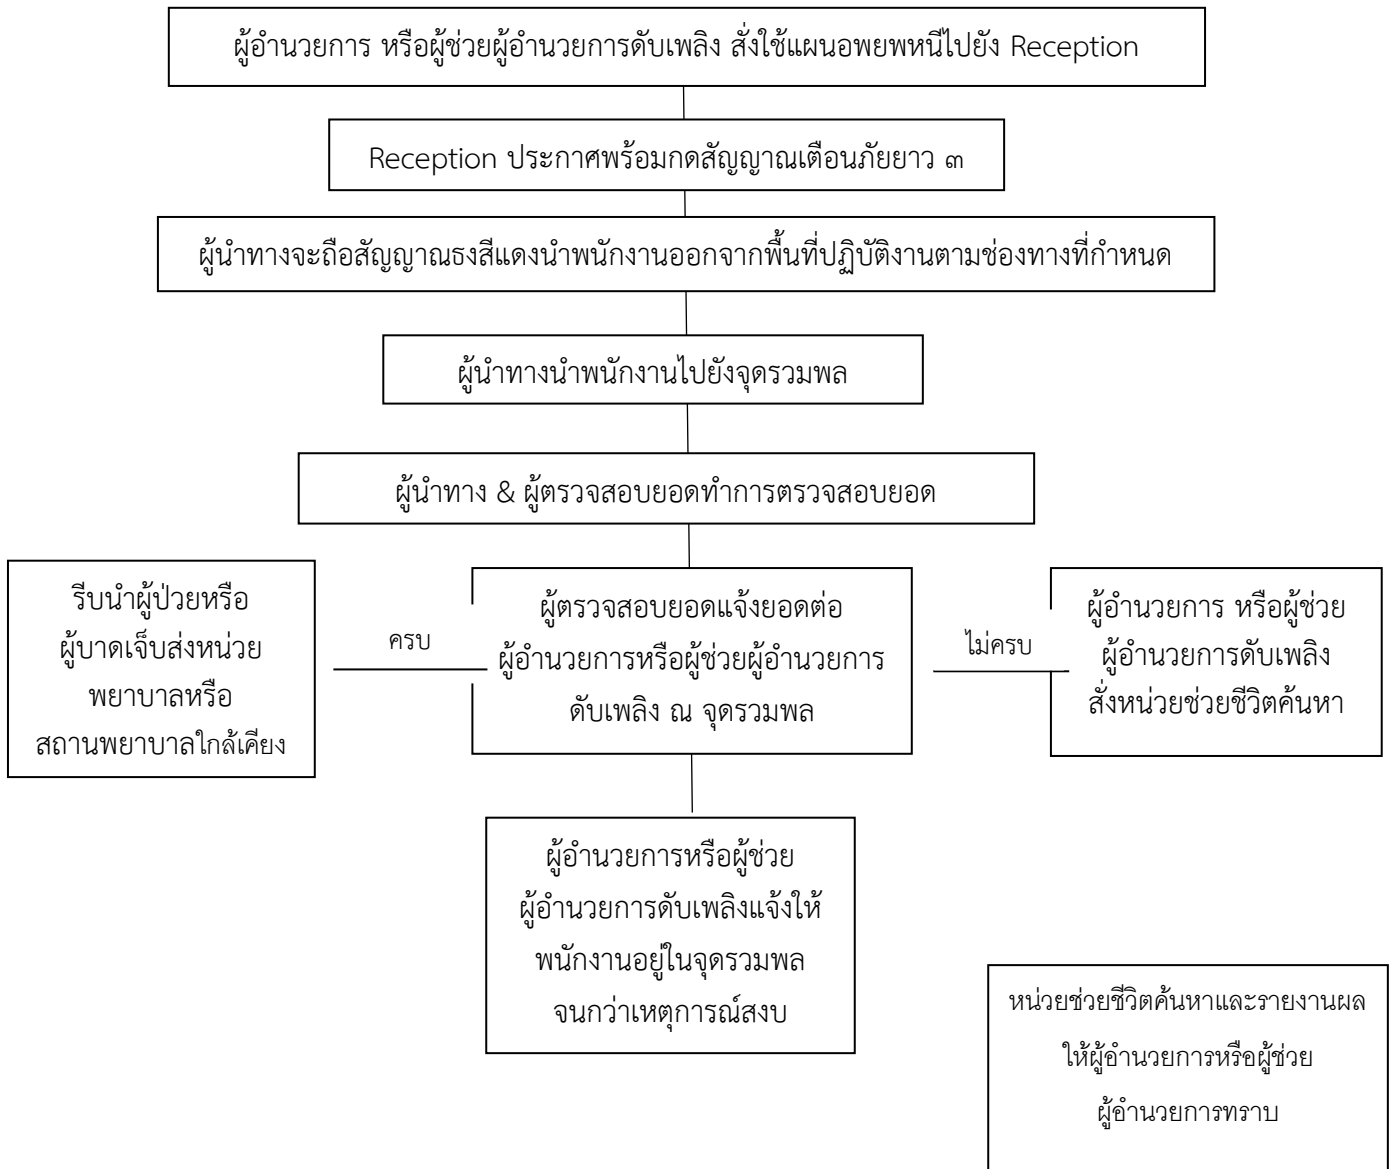 ผู้อำนวยการ หรือผู้ช่วยผู้อำนวยการดับเพลิง สั่งใช้แผนอพยพหนีไปยัง Reception
Reception ประกาศพร้อมกดสัญญาณเตือนภัยยาว ๓
ผู้นำทางจะถือสัญญาณธงสีแดงนำพนักงานออกจากพื้นที่ปฏิบัติงานตามช่องทางที่กำหนด
ผู้นำทางนำพนักงานไปยังจุดรวมพล
ผู้นำทาง & ผู้ตรวจสอบยอดทำการตรวจสอบยอด
รีบนำผู้ป่วยหรือ
ผู้บาดเจ็บส่งหน่วย
พยาบาลหรือ
สถานพยาบาลใกล้เคียง
ครบ
ผู้ตรวจสอบยอดแจ้งยอดต่อ
ผู้อำนวยการหรือผู้ช่วยผู้อำนวยการ
ดับเพลิง ณ จุดรวมพล
ไม่ครบ
ผู้อำนวยการ หรือผู้ช่วย
ผู้อำนวยการดับเพลิง
สั่งหน่วยช่วยชีวิตค้นหา
ผู้อำนวยการหรือผู้ช่วย
ผู้อำนวยการดับเพลิงแจ้งให้
พนักงานอยู่ในจุดรวมพล
จนกว่าเหตุการณ์สงบ
หน่วยช่วยชีวิตค้นหาและรายงานผล
ให้ผู้อำนวยการหรือผู้ช่วย
ผู้อำนวยการทราบ